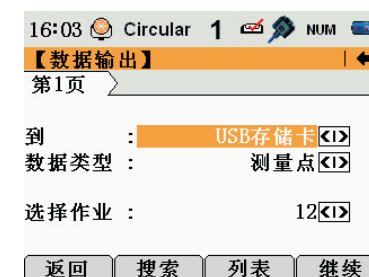 16:03 Circular 1 NUM
【数据输出】
第1页
到 : USB存储卡
数据类型 : 测量点
选择作业 : 12
返回 搜索 列表 继续